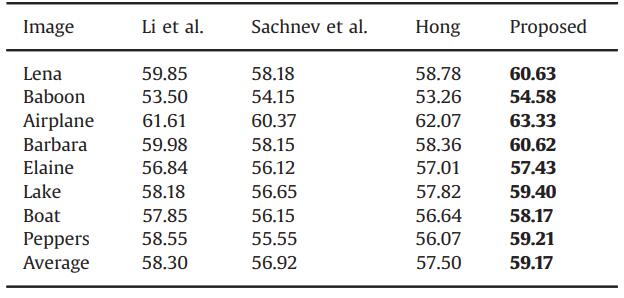 Image Li et al. Sachnev et al. Hong Proposed
Lena 59.85 58.18 58.78 60.63
Baboon 53.50 54.15 53.26 54.58
Airplane 61.61 60.37 62.07 63.33
Barbara 59.98 58.15 58.36 60.62
Elaine 56.84 56.12 57.01 57.43
Lake 58.18 56.65 57.82 59.40
Boat 57.85 56.15 56.64 58.17
Peppers 58.55 55.55 56.07 59.21
Average 58.30 56.92 57.50 59.17